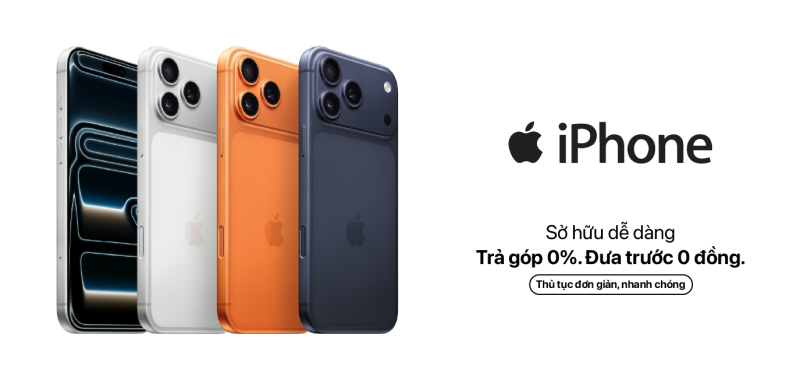 iPhone
Sở hữu dễ dàng
Trả góp 0%. Đưa trước 0 đồng.
Thủ tục đơn giản, nhanh chóng